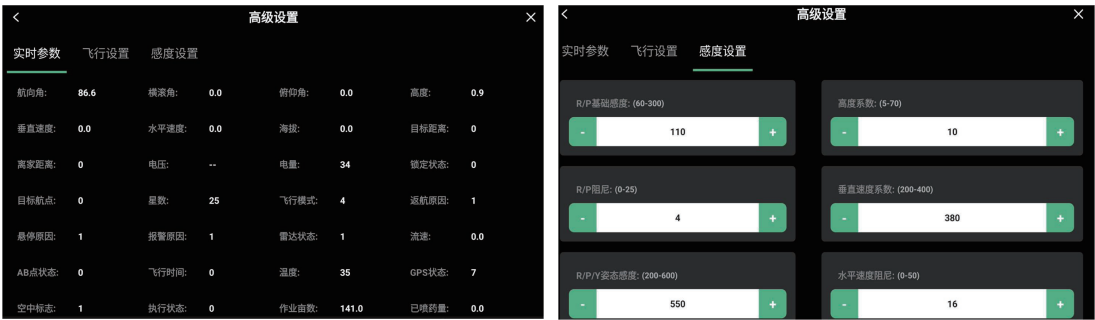 高级设置
实时参数 飞行设置 感度设置
航向角: 86.6 横滚角: 0.0 俯仰角: 0.0 高度: 0.9
垂直速度: 0.0 水平速度: 0.0 海拔: 0.0 目标距离: 0
离家距离: 0 电压: -- 电量: 34 锁定状态: 0
目标航点: 0 星数: 25 飞行模式: 4 返航原因: 1
悬停原因: 1 报警原因: 1 雷达状态: 1 流速: 0.0
AB点状态: 0 飞行时间: 0 温度: 35 GPS状态: 7
空中标志: 1 执行状态: 0 作业亩数: 141.0 已喷药量: 0.0
高级设置
实时参数 飞行设置 感度设置
R/P基础感度: (60-300) 高度系数: (5-70)
- 110 + - 10 +
R/P阻尼: (0-25) 垂直速度系数: (200-400)
- 4 + - 380 +
R/P/Y姿态感度: (200-600) 水平速度阻尼: (0-50)
- 550 + - 16 +